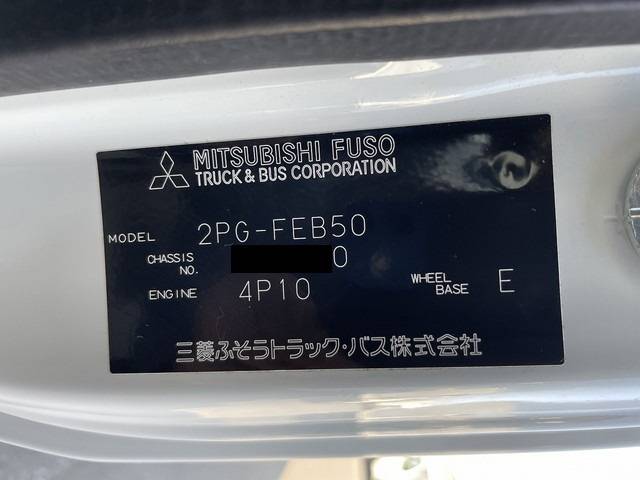 MITSUBISHI FUSO
TRUCK & BUS CORPORATION
MODEL 2PG-FEB50
CHASSIS NO. 0
ENGINE 4P10 WHEEL BASE E
三菱ふそうトラック・バス株式会社